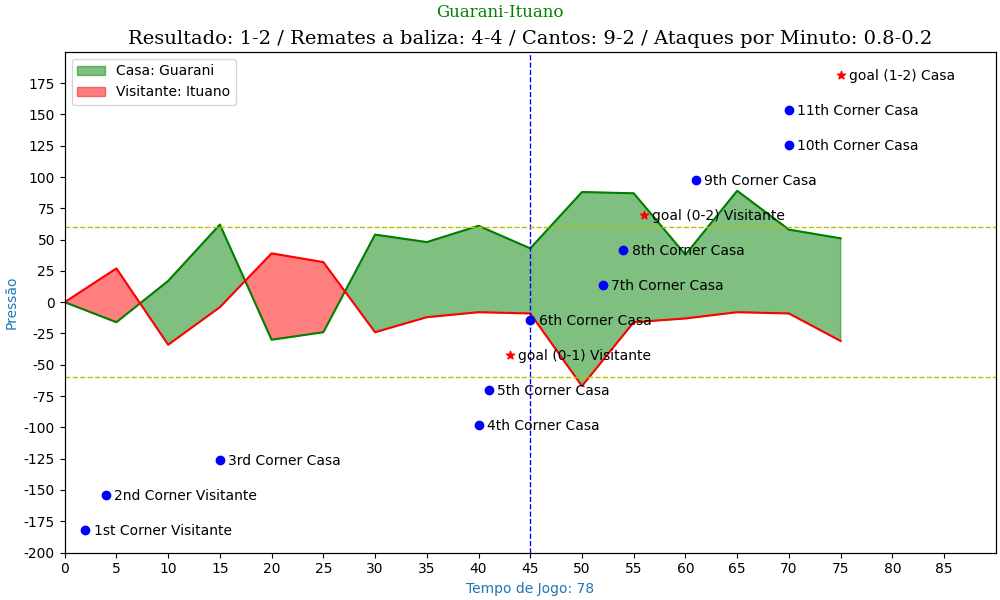 Guarani-Ituano
Resultado: 1-2 / Remates a baliza: 4-4 / Cantos: 9-2 / Ataques por Minuto: 0.8-0.2
Casa: Guarani
Visitante: Ituano
goal (1-2) Casa
11th Corner Casa
10th Corner Casa
9th Corner Casa
goal (0-2) Visitante
8th Corner Casa
7th Corner Casa
6th Corner Casa
goal (0-1) Visitante
5th Corner Casa
4th Corner Casa
3rd Corner Casa
2nd Corner Visitante
1st Corner Visitante
175
150
125
100
75
50
25
0
-25
-50
-75
-100
-125
-150
-175
-200
Pressão
0 5 10 15 20 25 30 35 40 45 50 55 60 65 70 75 80 85
Tempo de Jogo: 78